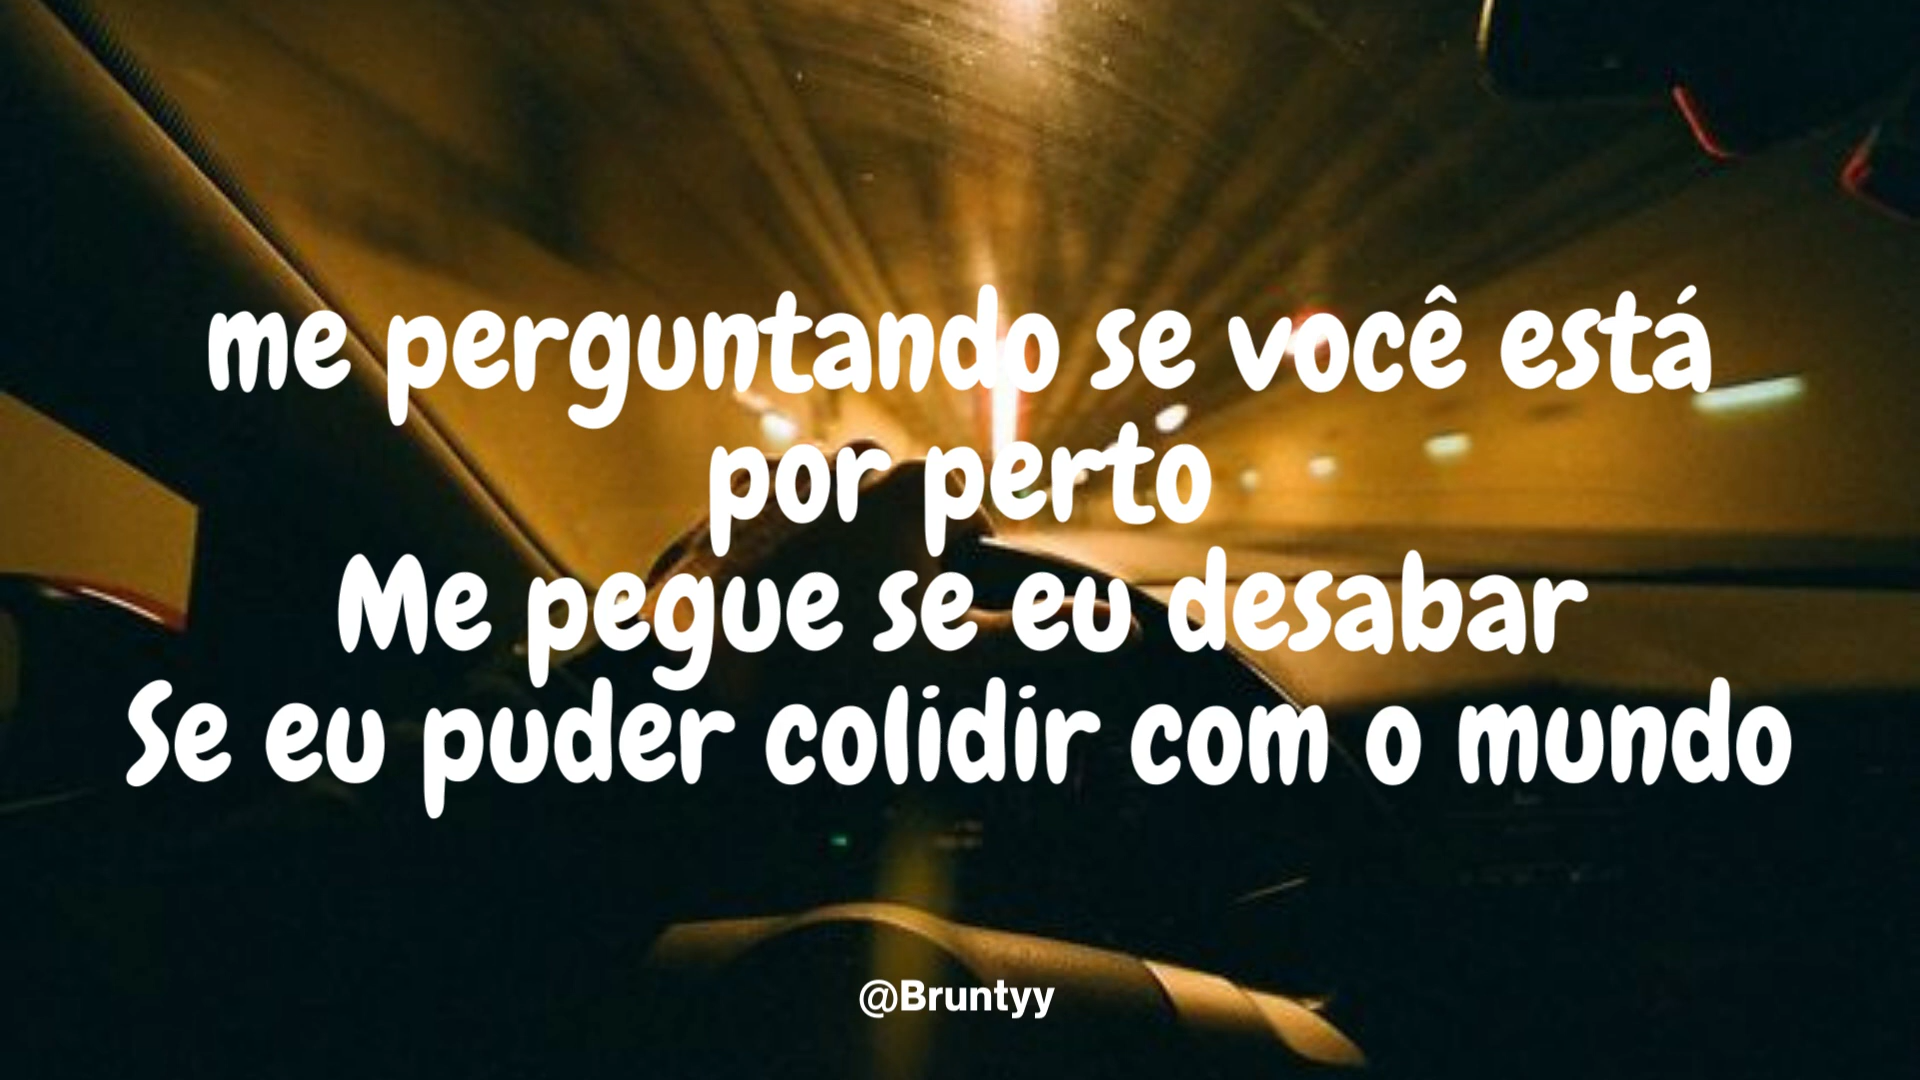 me perguntando se você está
por perto
Me pegue se eu desabar
Se eu puder colidir com o mundo
@Bruntyy